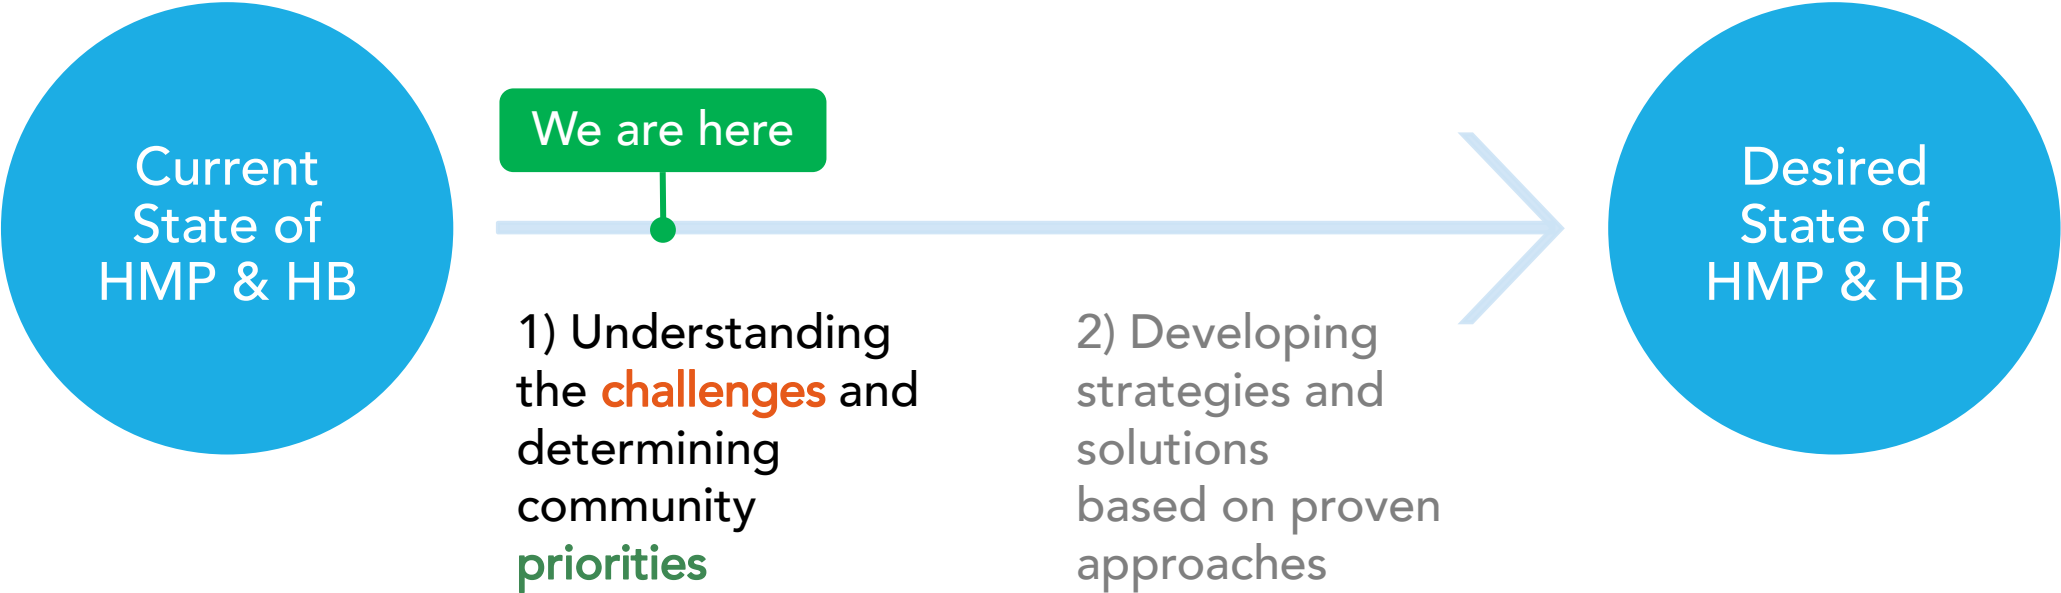 Current
State of
HMP & HB
We are here
1) Understanding
the challenges and
determining
community
priorities
2) Developing
strategies and
solutions
based on proven
approaches
Desired
State of
HMP & HB